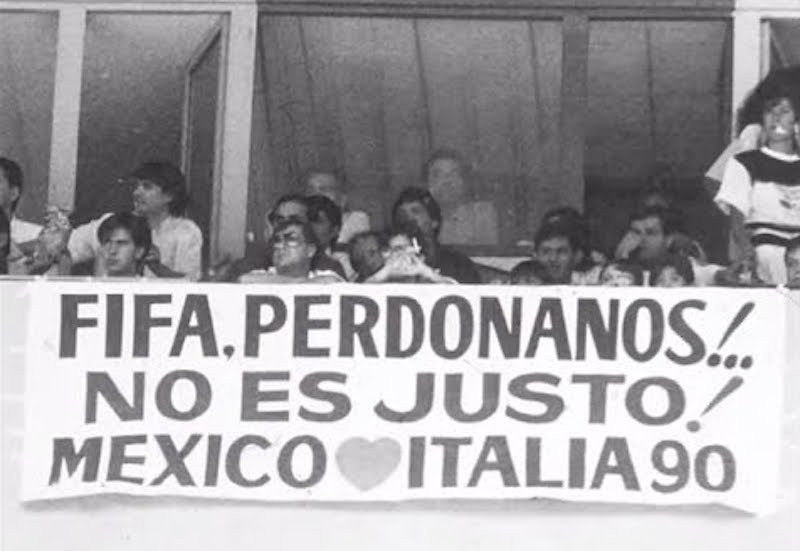 FIFA, PERDONANOS!...
NO ES JUSTO!
MEXICO ITALIA 90